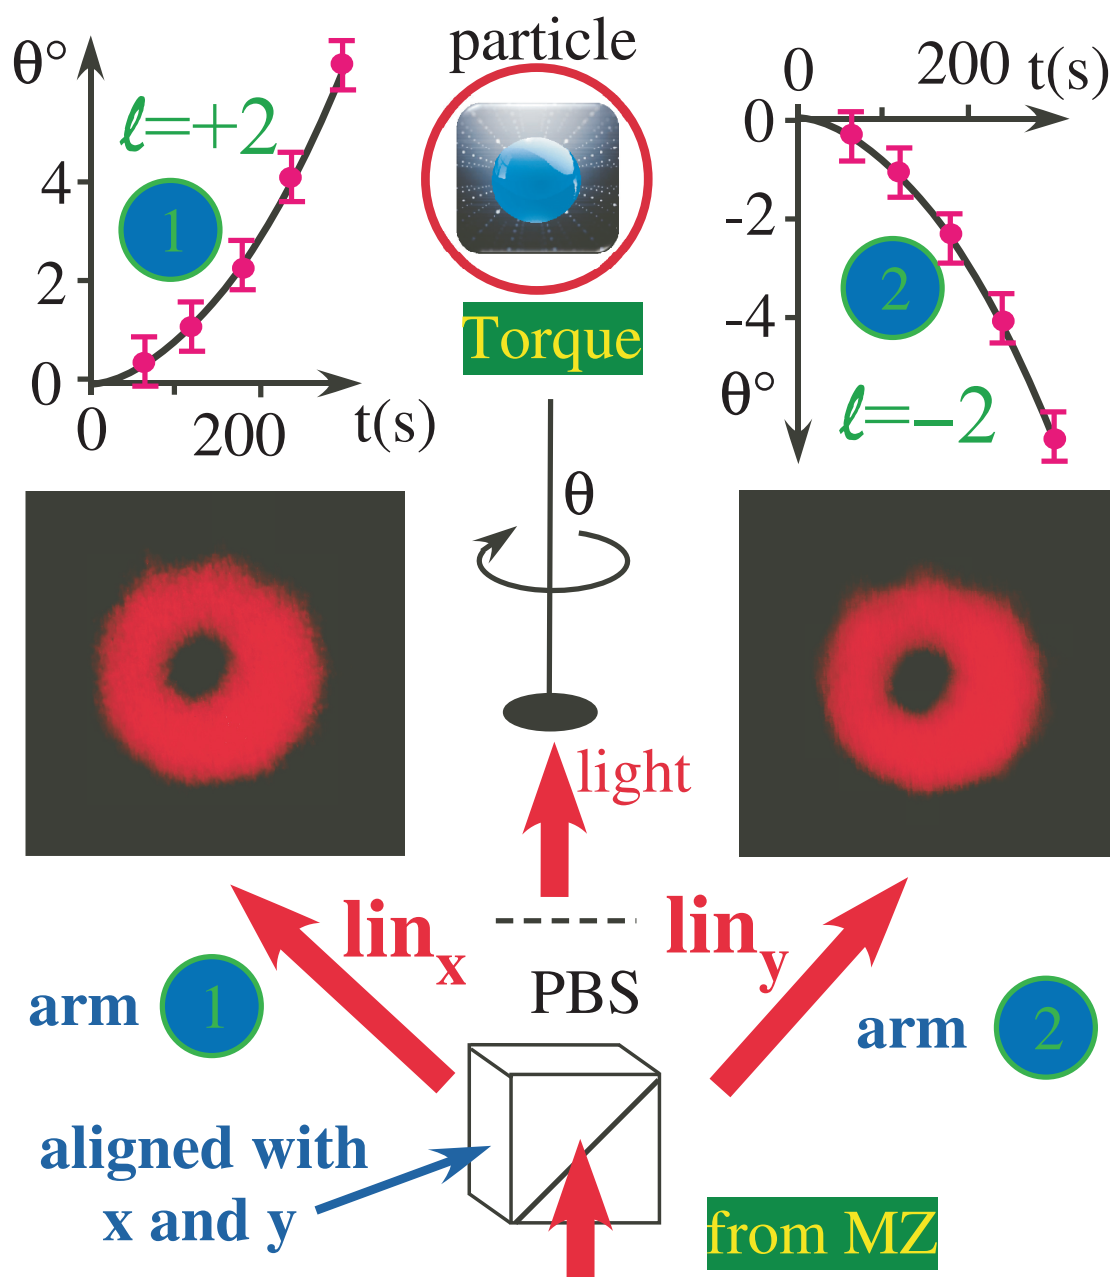 particle
θ°
ℓ=+2
1
4
2
0
0
200
t(s)
Torque
0
200
t(s)
0
-2
-4
2
θ°
ℓ=−2
θ
light
lin_x
lin_y
PBS
arm 1
arm 2
aligned with
x and y
from MZ